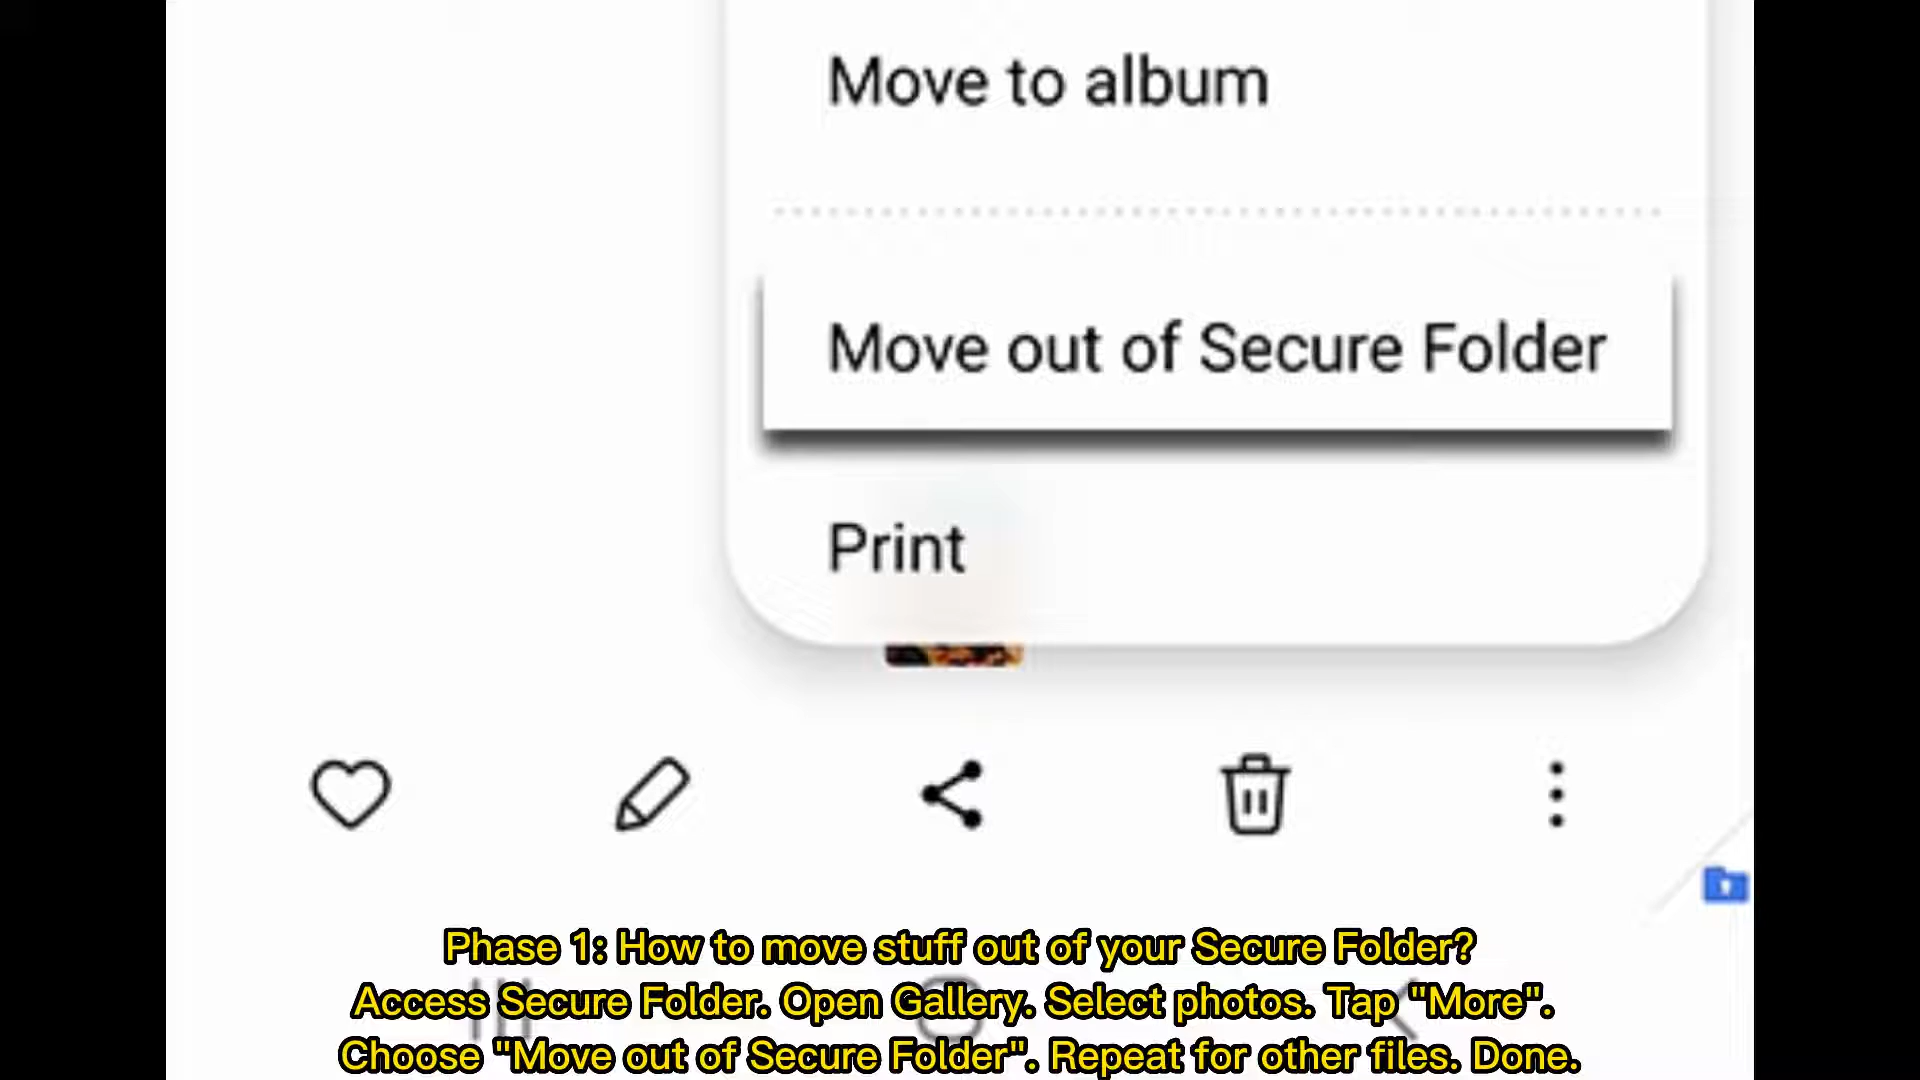 Move to album
Move out of Secure Folder
Print
Phase 1: How to move stuff out of your Secure Folder?
Access Secure Folder. Open Gallery. Select photos. Tap "More".
Choose "Move out of Secure Folder". Repeat for other files. Done.